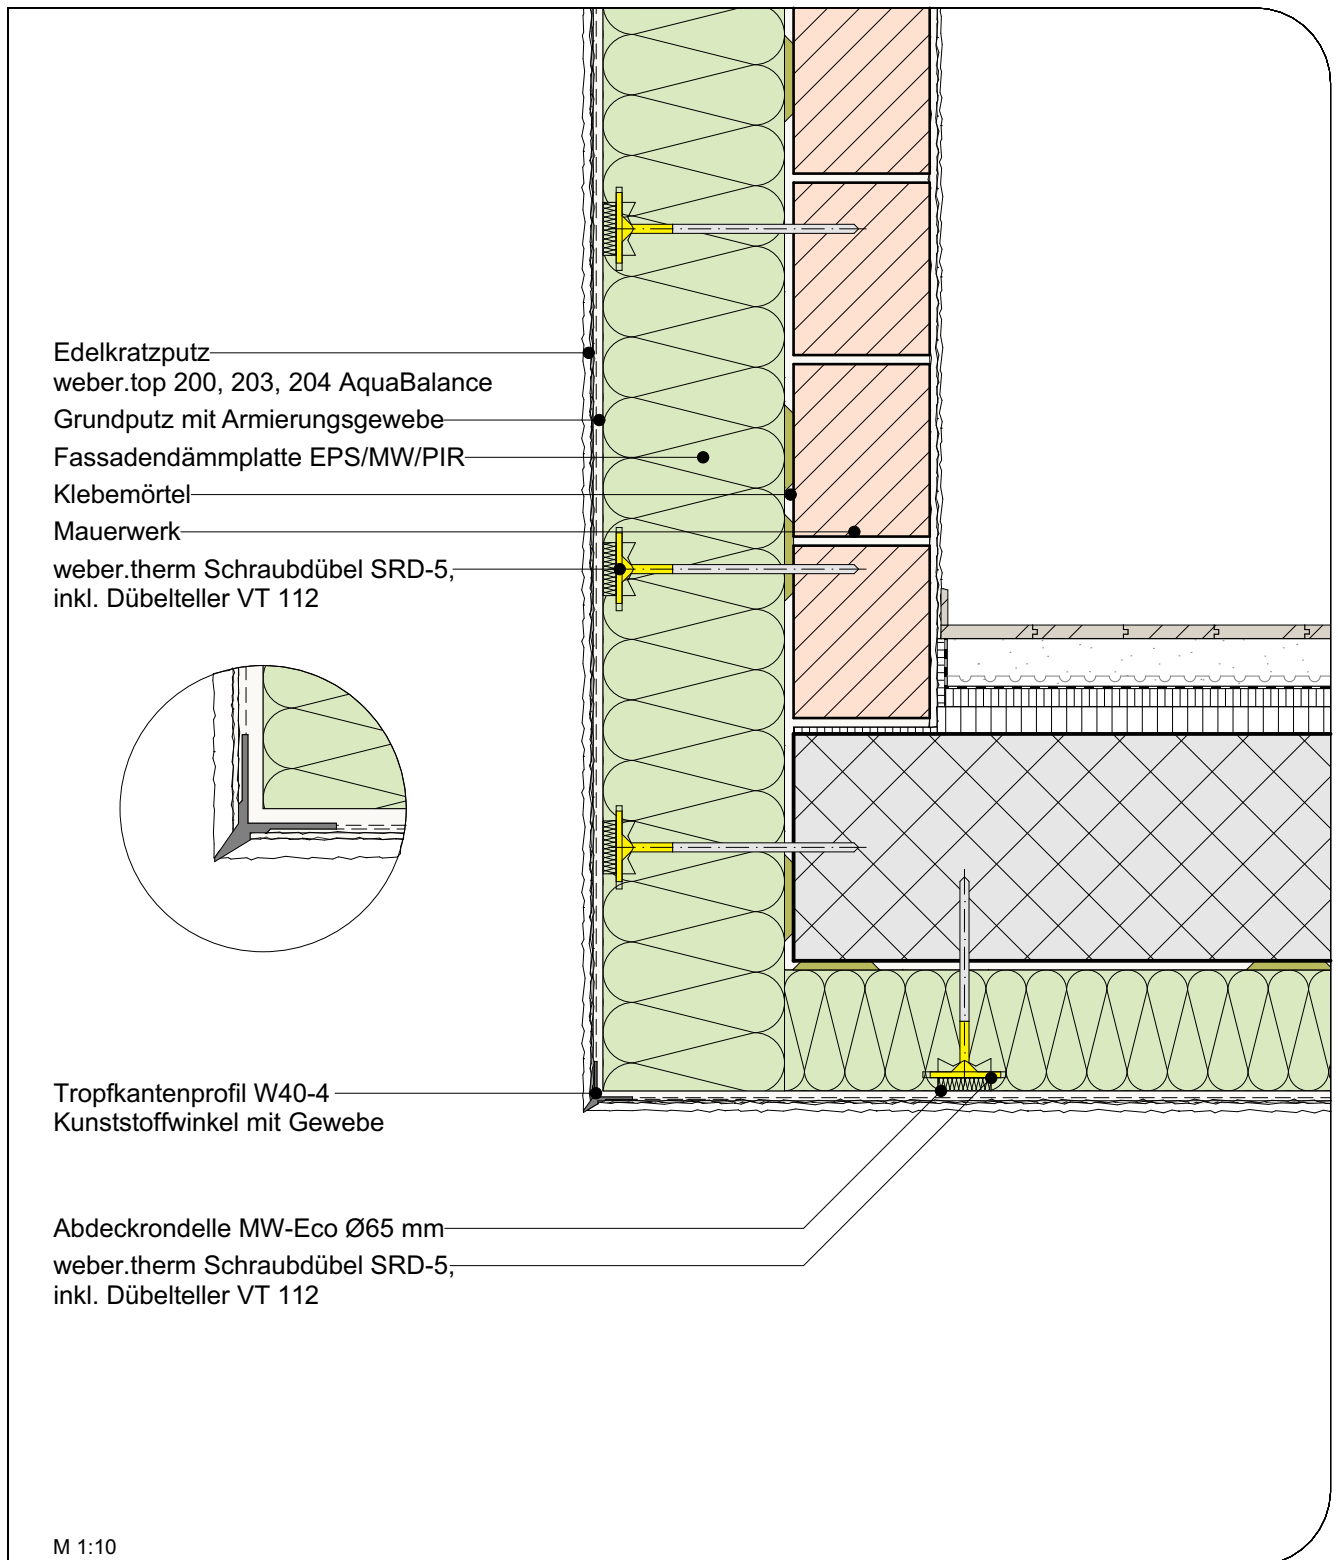 Edelkratzputz
weber.top 200, 203, 204 AquaBalance
Grundputz mit Armierungsgewebe
Fassadendämmplatte EPS/MW/PIR
Klebemörtel
Mauerwerk
weber.therm Schraubdübel SRD-5,
inkl. Dübelteller VT 112
Tropfkantenprofil W40-4
Kunststoffwinkel mit Gewebe
Abdeckrondelle MW-Eco Ø65 mm
weber.therm Schraubdübel SRD-5,
inkl. Dübelteller VT 112
M 1:10